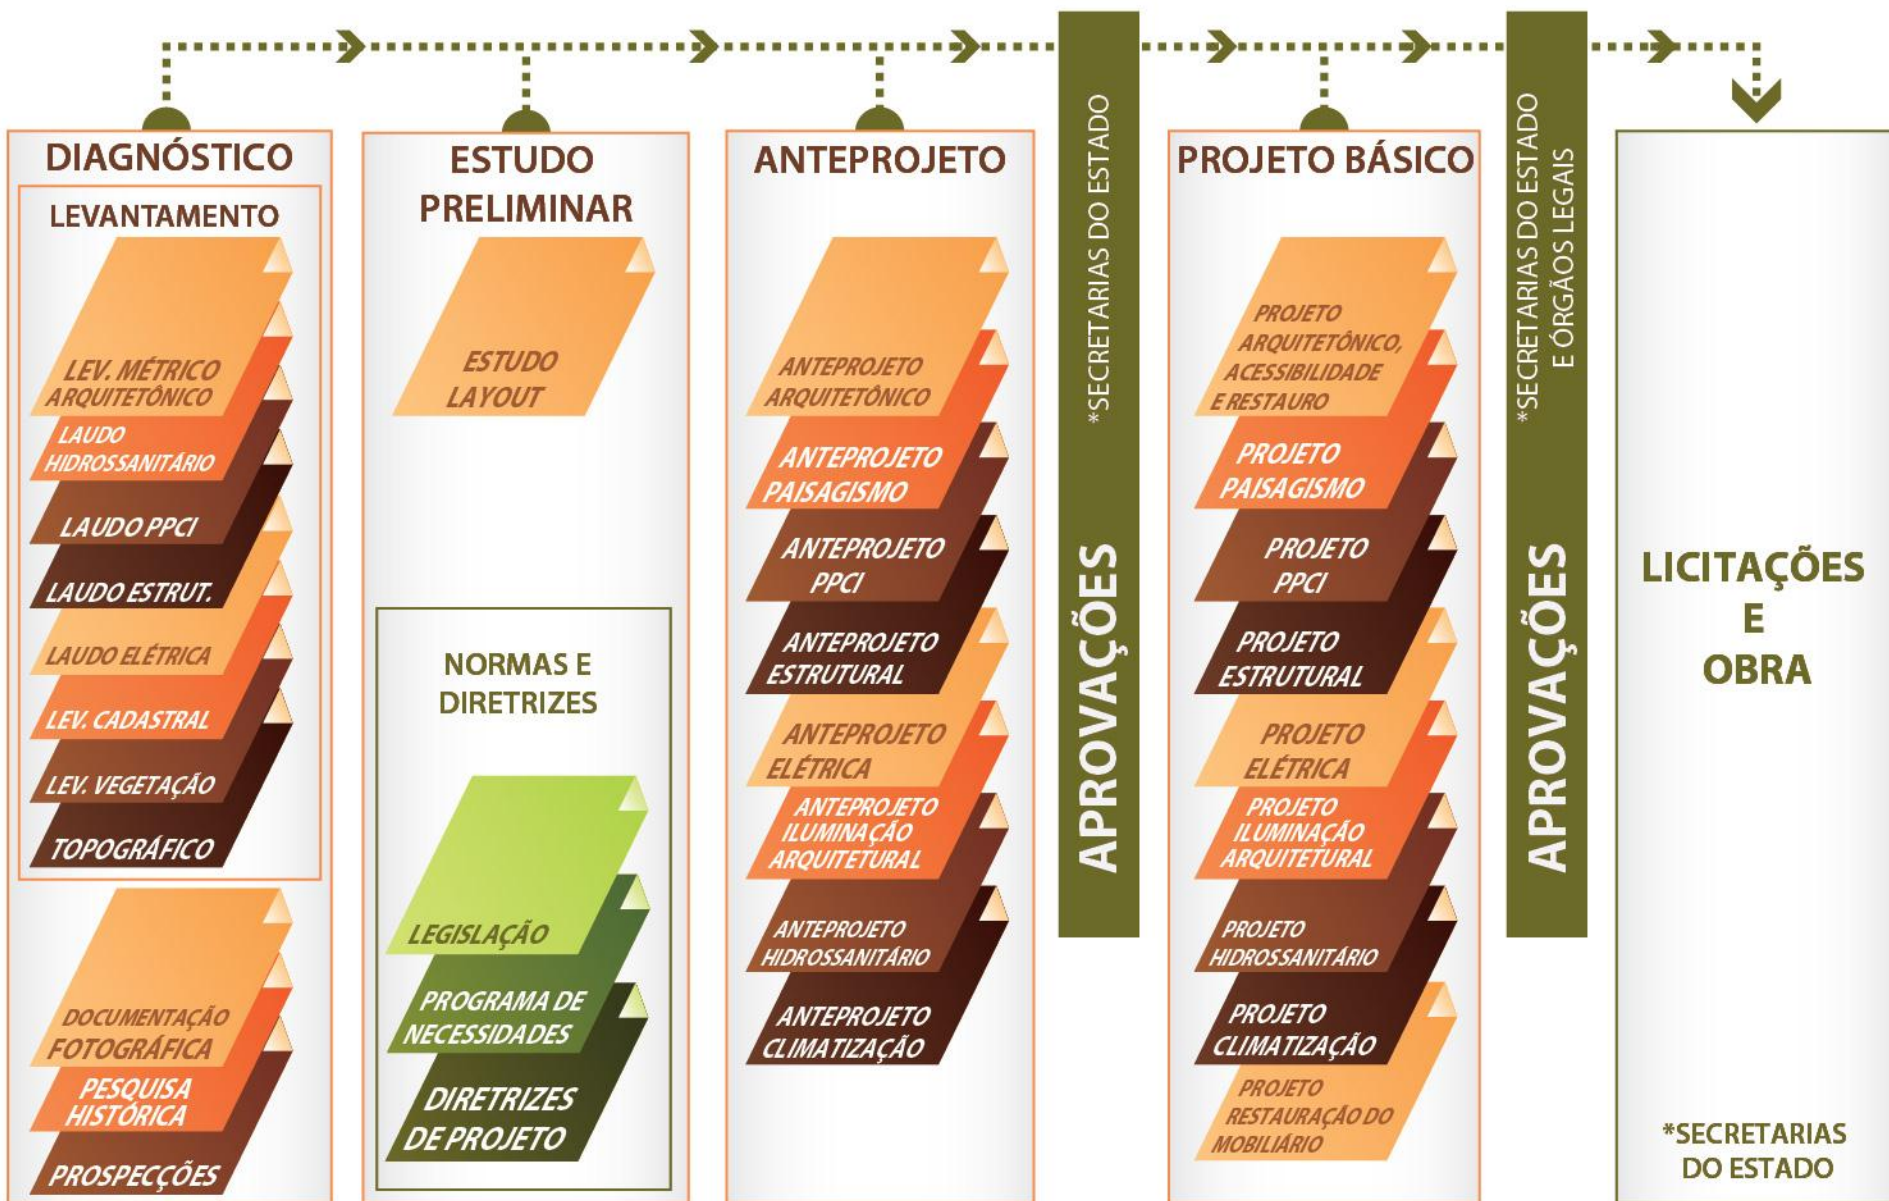 DIAGNÓSTICO
LEVANTAMENTO
LEV. MÉTRICO
ARQUITETÔNICO
LAUDO
HIDROSSANITÁRIO
LAUDO PPCI
LAUDO ESTRUT.
LAUDO ELÉTRICA
LEV. CADASTRAL
LEV. VEGETAÇÃO
TOPOGRÁFICO
DOCUMENTAÇÃO
FOTOGRÁFICA
PESQUISA
HISTÓRICA
PROSPECÇÕES
ESTUDO
PRELIMINAR
ESTUDO
LAYOUT
NORMAS E
DIRETRIZES
LEGISLAÇÃO
PROGRAMA DE
NECESSIDADES
DIRETRIZES
DE PROJETO
ANTEPROJETO
ANTEPROJETO
ARQUITETÔNICO
ANTEPROJETO
PAISAGISMO
ANTEPROJETO
PPCI
ANTEPROJETO
ESTRUTURAL
ANTEPROJETO
ELÉTRICA
ANTEPROJETO
ILUMINAÇÃO
ARQUITETURAL
ANTEPROJETO
HIDROSSANITÁRIO
ANTEPROJETO
CLIMATIZAÇÃO
APROVAÇÕES
*SECRETARIAS DO ESTADO
PROJETO BÁSICO
PROJETO
ARQUITETÔNICO,
ACESSIBILIDADE
E RESTAURO
PROJETO
PAISAGISMO
PROJETO
PPCI
PROJETO
ESTRUTURAL
PROJETO
ELÉTRICA
PROJETO
ILUMINAÇÃO
ARQUITETURAL
PROJETO
HIDROSSANITÁRIO
PROJETO
CLIMATIZAÇÃO
PROJETO
RESTAURAÇÃO DO
MOBILIÁRIO
APROVAÇÕES
*SECRETARIAS DO ESTADO
E ÓRGÃOS LEGAIS
LICITAÇÕES
E
OBRA
*SECRETARIAS
DO ESTADO